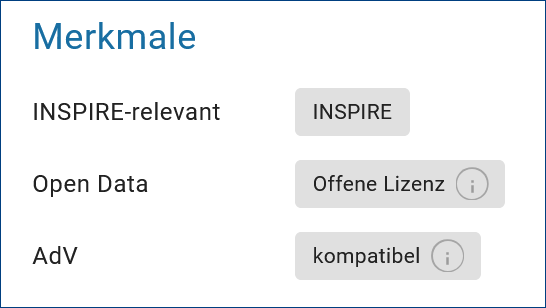 Merkmale
INSPIRE-relevant INSPIRE
Open Data Offene Lizenz
AdV kompatibel